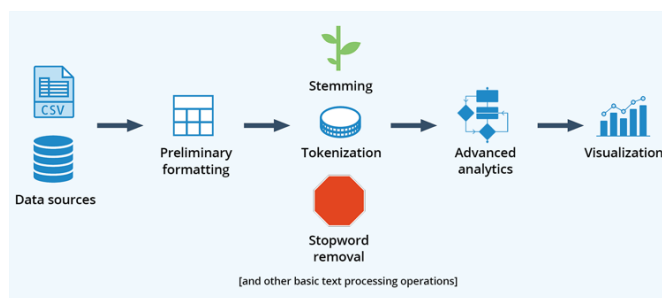 CSV
Data sources
Preliminary
formatting
Stemming
Tokenization
Stopword
removal
[and other basic text processing operations]
Advanced
analytics
Visualization